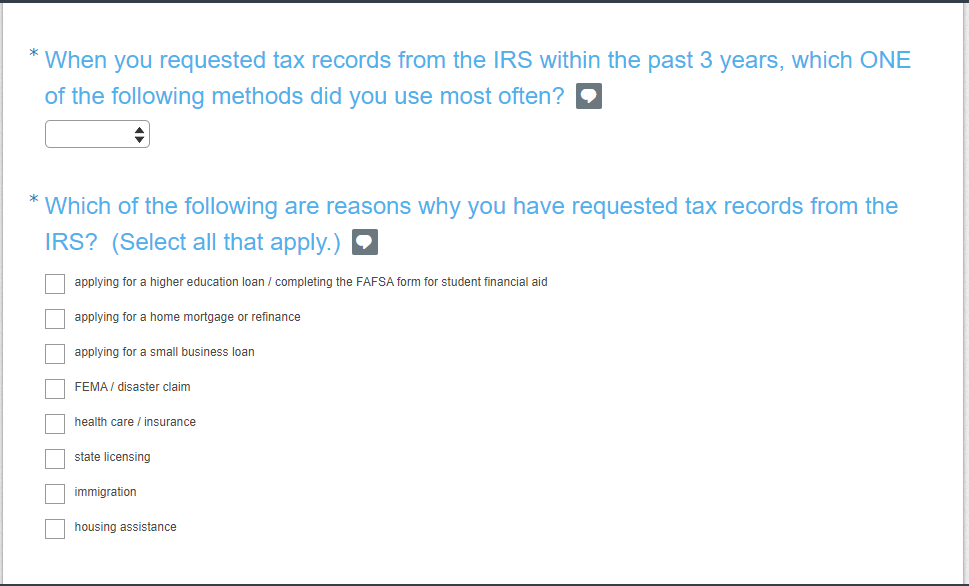 * When you requested tax records from the IRS within the past 3 years, which ONE
of the following methods did you use most often?
* Which of the following are reasons why you have requested tax records from the
IRS?  (Select all that apply.)
applying for a higher education loan / completing the FAFSA form for student financial aid
applying for a home mortgage or refinance
applying for a small business loan
FEMA / disaster claim
health care / insurance
state licensing
immigration
housing assistance